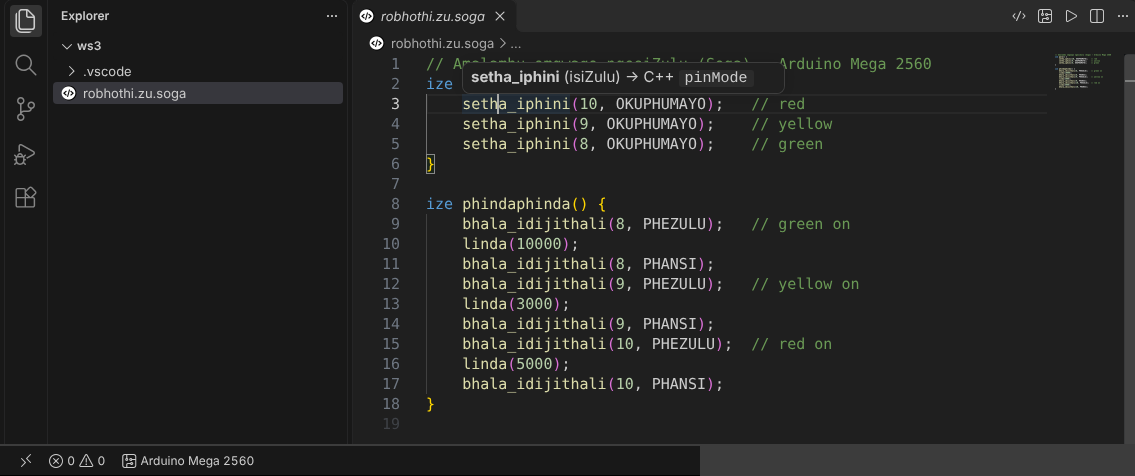 Explorer
ws3
.vscode
robhothi.zu.soga
robhothi.zu.soga
robhothi.zu.soga > ...
1 // Arduino Mega 2560
setha_iphini (isiZulu) → C++ pinMode
2 ize
3 setha_iphini(10, OKUPHUMAYO); // red
4 setha_iphini(9, OKUPHUMAYO); // yellow
5 setha_iphini(8, OKUPHUMAYO); // green
6 }
7
8 ize phindaphinda() {
9 bhala_idijithali(8, PHEZULU); // green on
10 linda(10000);
11 bhala_idijithali(8, PHANSI);
12 bhala_idijithali(9, PHEZULU); // yellow on
13 linda(3000);
14 bhala_idijithali(9, PHANSI);
15 bhala_idijithali(10, PHEZULU); // red on
16 linda(5000);
17 bhala_idijithali(10, PHANSI);
18 }
19
0 0 Arduino Mega 2560